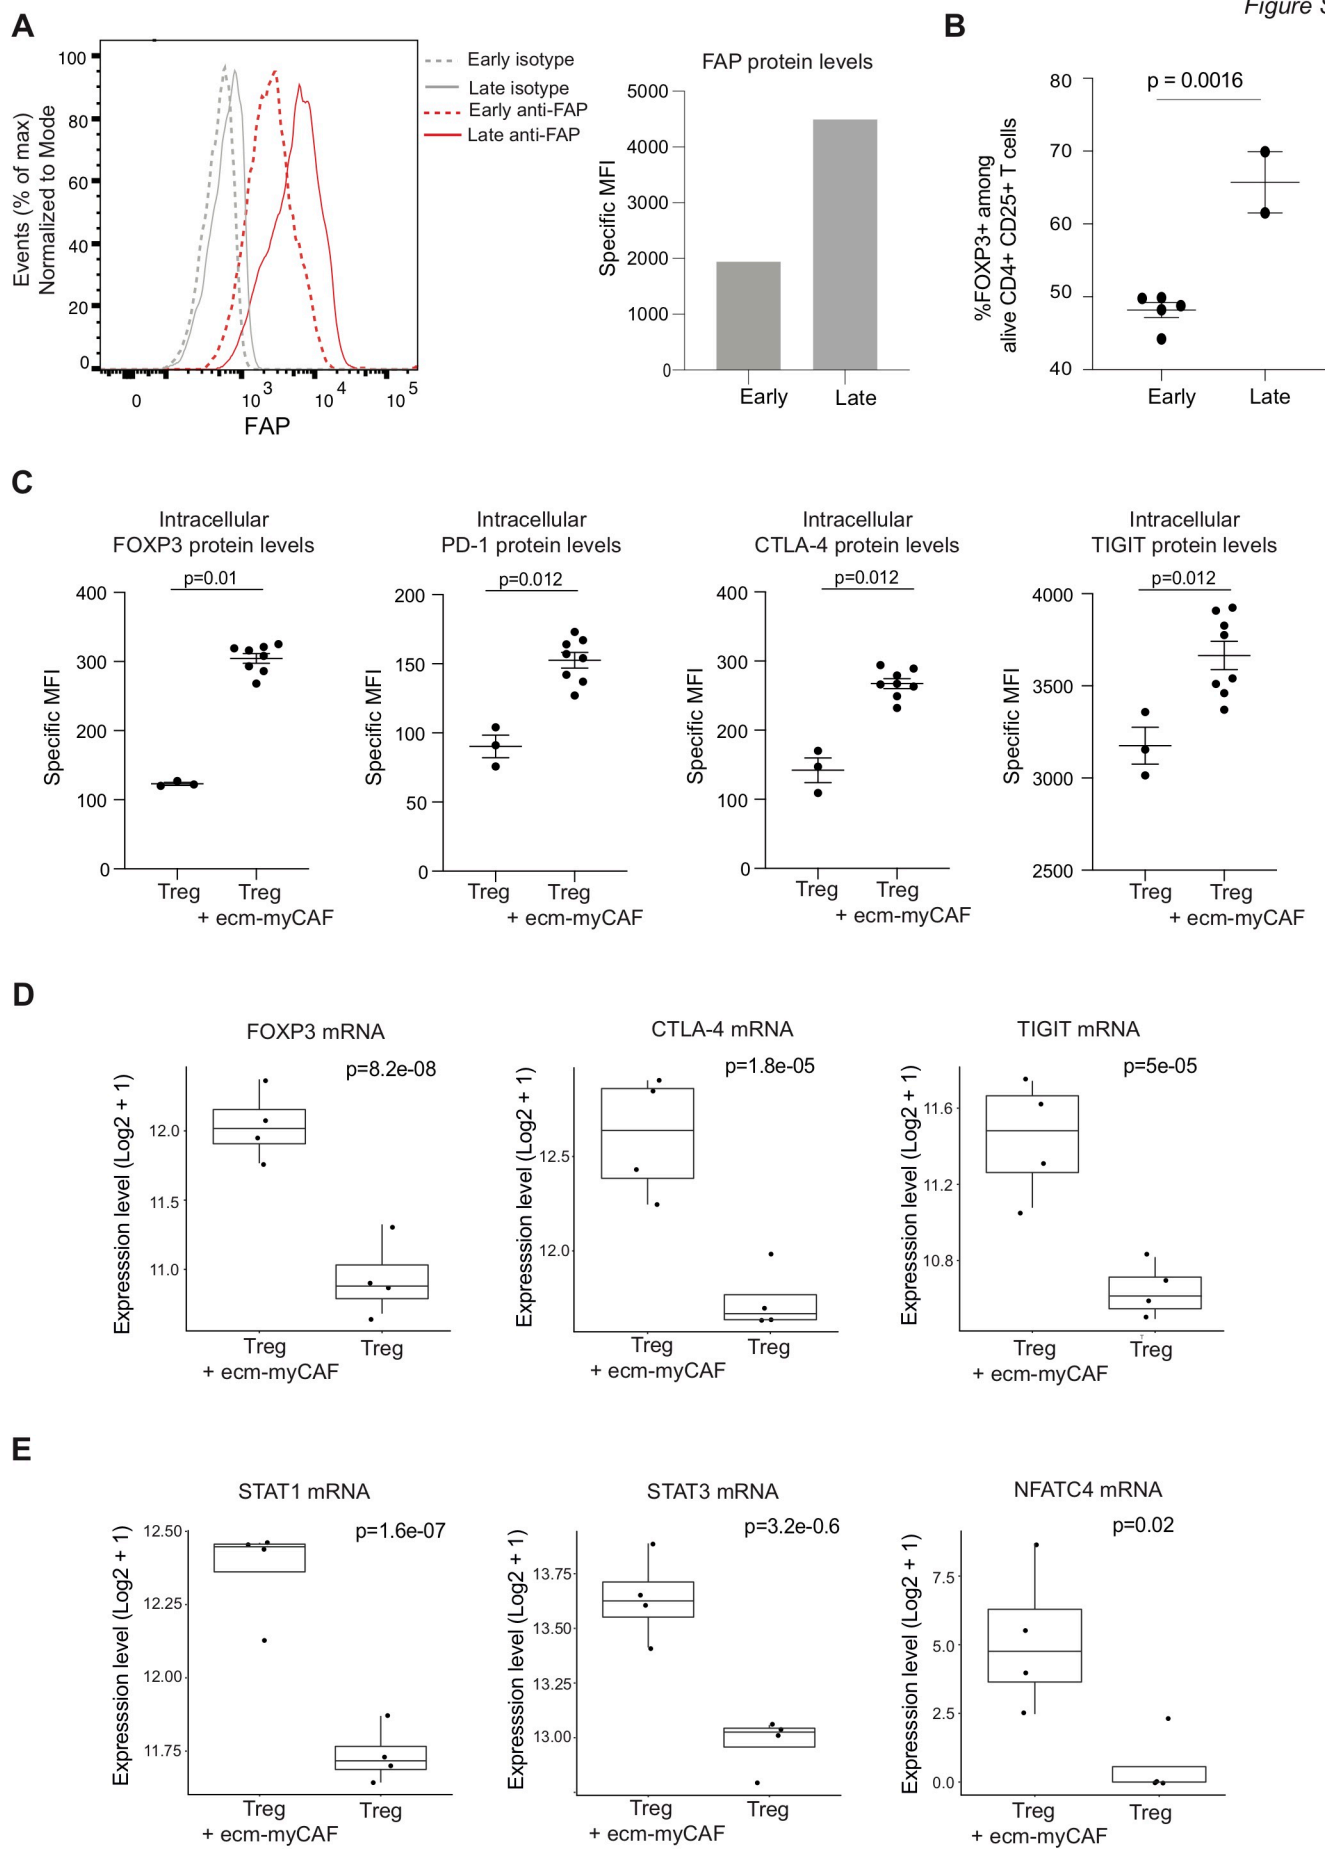 Figure S
A
100
80
60
40
20
0
Events (% of max)
Normalized to Mode
0
10 3
10 4
10 5
FAP
Early isotype
Late isotype
Early anti-FAP
Late anti-FAP
FAP protein levels
5000
4000
3000
2000
1000
0
Specific MFI
Early
Late
B
p = 0.0016
80
70
60
50
40
%FOXP3+ among
alive CD4+ CD25+ T cells
Early
Late
C
Intracellular
FOXP3 protein levels
p=0.01
400
300
200
100
0
Specific MFI
Treg
Treg
+ ecm-myCAF
Intracellular
PD-1 protein levels
p=0.012
200
150
100
50
0
Specific MFI
Treg
Treg
+ ecm-myCAF
Intracellular
CTLA-4 protein levels
p=0.012
400
300
200
100
0
Specific MFI
Treg
Treg
+ ecm-myCAF
Intracellular
TIGIT protein levels
p=0.012
4000
3500
3000
2500
Specific MFI
Treg
Treg
+ ecm-myCAF
D
FOXP3 mRNA
p=8.2e-08
12.0
11.5
11.0
Expresssion level (Log2 + 1)
Treg
+ ecm-myCAF
Treg
CTLA-4 mRNA
p=1.8e-05
12.5
12.0
Expresssion level (Log2 + 1)
Treg
+ ecm-myCAF
Treg
TIGIT mRNA
p=5e-05
11.6
11.2
10.8
Expresssion level (Log2 + 1)
Treg
+ ecm-myCAF
Treg
E
STAT1 mRNA
p=1.6e-07
12.50
12.25
12.00
11.75
Expresssion level (Log2 + 1)
Treg
+ ecm-myCAF
Treg
STAT3 mRNA
p=3.2e-0.6
13.75
13.50
13.25
13.00
Expresssion level (Log2 + 1)
Treg
+ ecm-myCAF
Treg
NFATC4 mRNA
p=0.02
7.5
5.0
2.5
0.0
Expresssion level (Log2 + 1)
Treg
+ ecm-myCAF
Treg